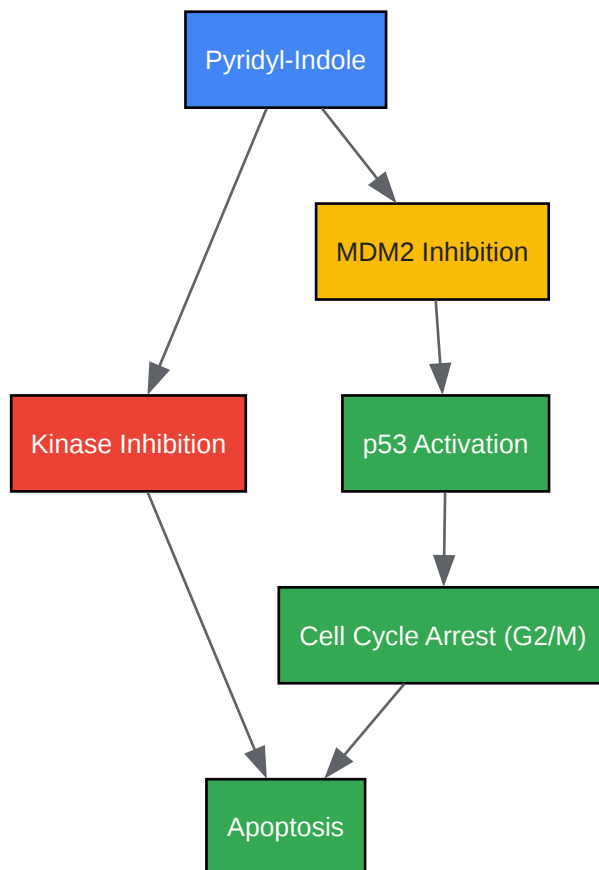 Pyridyl-Indole
MDM2 Inhibition
Kinase Inhibition
p53 Activation
Cell Cycle Arrest (G2/M)
Apoptosis